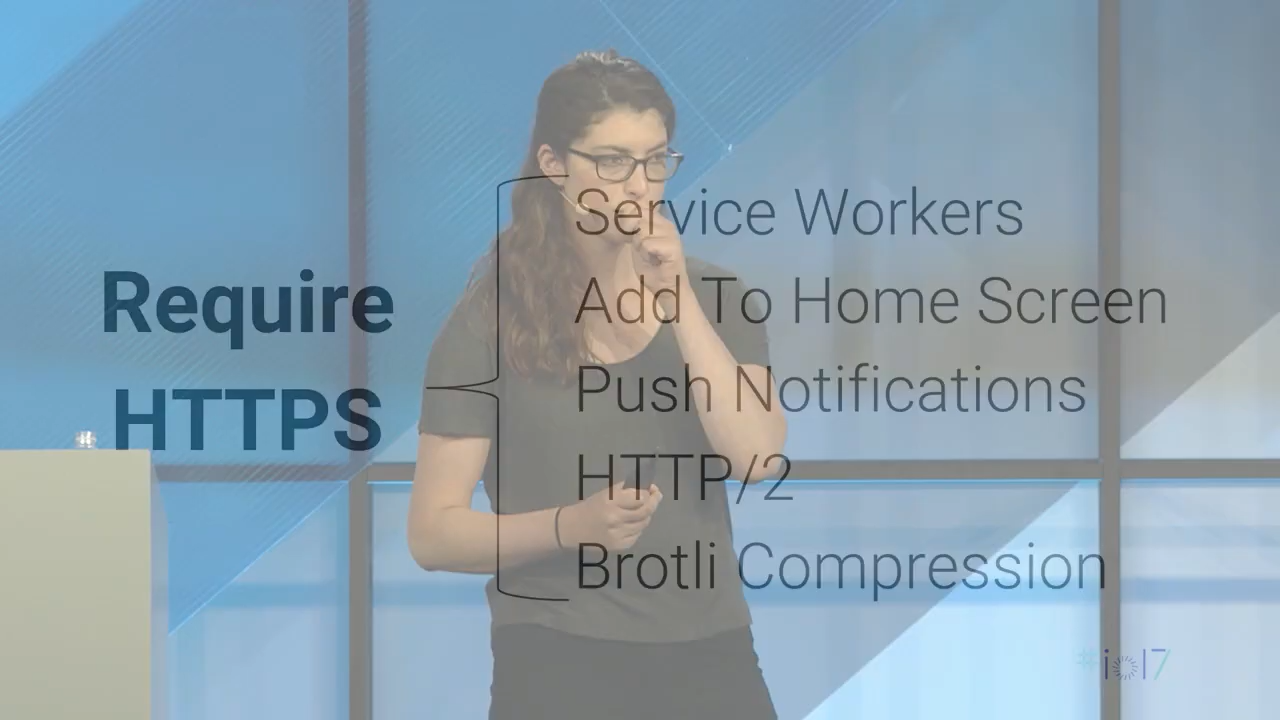 Require
HTTPS
Service Workers
Add To Home Screen
Push Notifications
HTTP/2
Brotli Compression
#io17